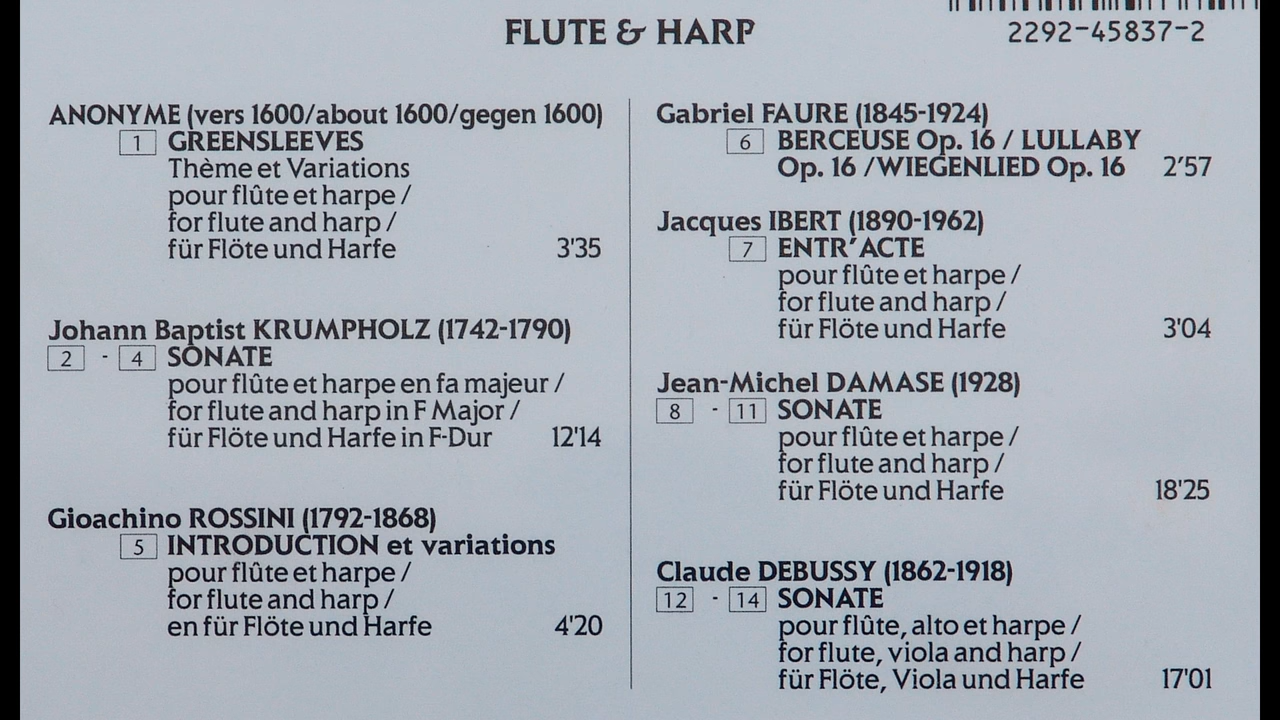 FLUTE & HARP
2292-45837-2
ANONYME (vers 1600/about 1600/gegen 1600)
1 GREENSLEEVES
Thème et Variations
pour flûte et harpe /
for flute and harp /
für Flöte und Harfe 3'35
Johann Baptist KRUMPHOLZ (1742-1790)
2 - 4 SONATE
pour flûte et harpe en fa majeur /
for flute and harp in F Major /
für Flöte und Harfe in F-Dur 12'14
Gioachino ROSSINI (1792-1868)
5 INTRODUCTION et variations
pour flûte et harpe /
for flute and harp /
en für Flöte und Harfe 4'20
Gabriel FAURE (1845-1924)
6 BERCEUSE Op. 16 / LULLABY
Op. 16 /WIEGENLIED Op. 16 2'57
Jacques IBERT (1890-1962)
7 ENTR'ACTE
pour flûte et harpe /
for flute and harp /
für Flöte und Harfe 3'04
Jean-Michel DAMASE (1928)
8 - 11 SONATE
pour flûte et harpe /
for flute and harp /
für Flöte und Harfe 18'25
Claude DEBUSSY (1862-1918)
12 - 14 SONATE
pour flûte, alto et harpe /
for flute, viola and harp /
für Flöte, Viola und Harfe 17'01